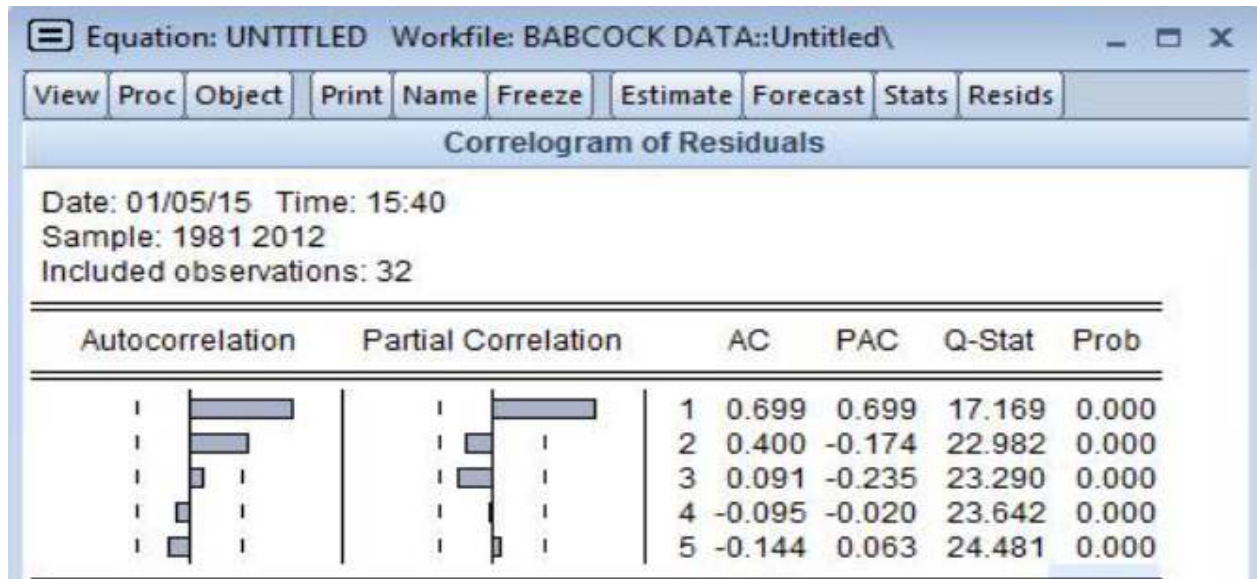 Equation: UNTITLED Workfile: BABCOCK DATA::Untitled\
View Proc Object Print Name Freeze Estimate Forecast Stats Resids
Correlogram of Residuals
Date: 01/05/15 Time: 15:40
Sample: 1981 2012
Included observations: 32
Autocorrelation Partial Correlation AC PAC Q-Stat Prob
1 0.699 0.699 17.169 0.000
2 0.400 -0.174 22.982 0.000
3 0.091 -0.235 23.290 0.000
4 -0.095 -0.020 23.642 0.000
5 -0.144 0.063 24.481 0.000